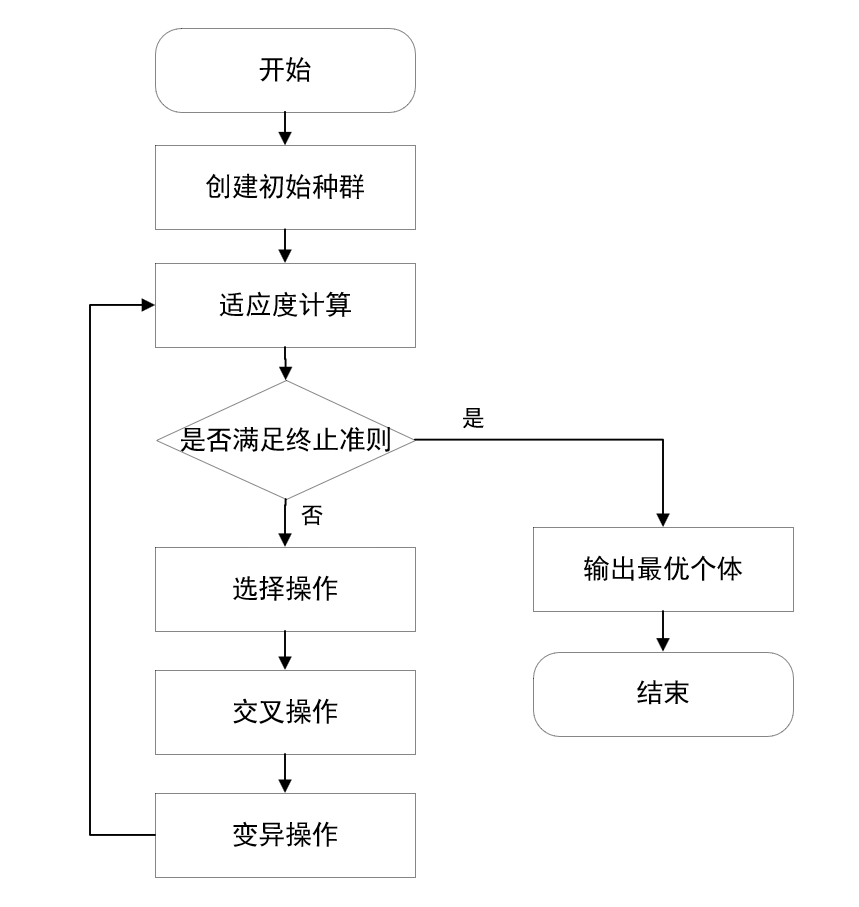 开始
创建初始种群
适应度计算
是否满足终止准则
是
否
选择操作
输出最优个体
交叉操作
结束
变异操作